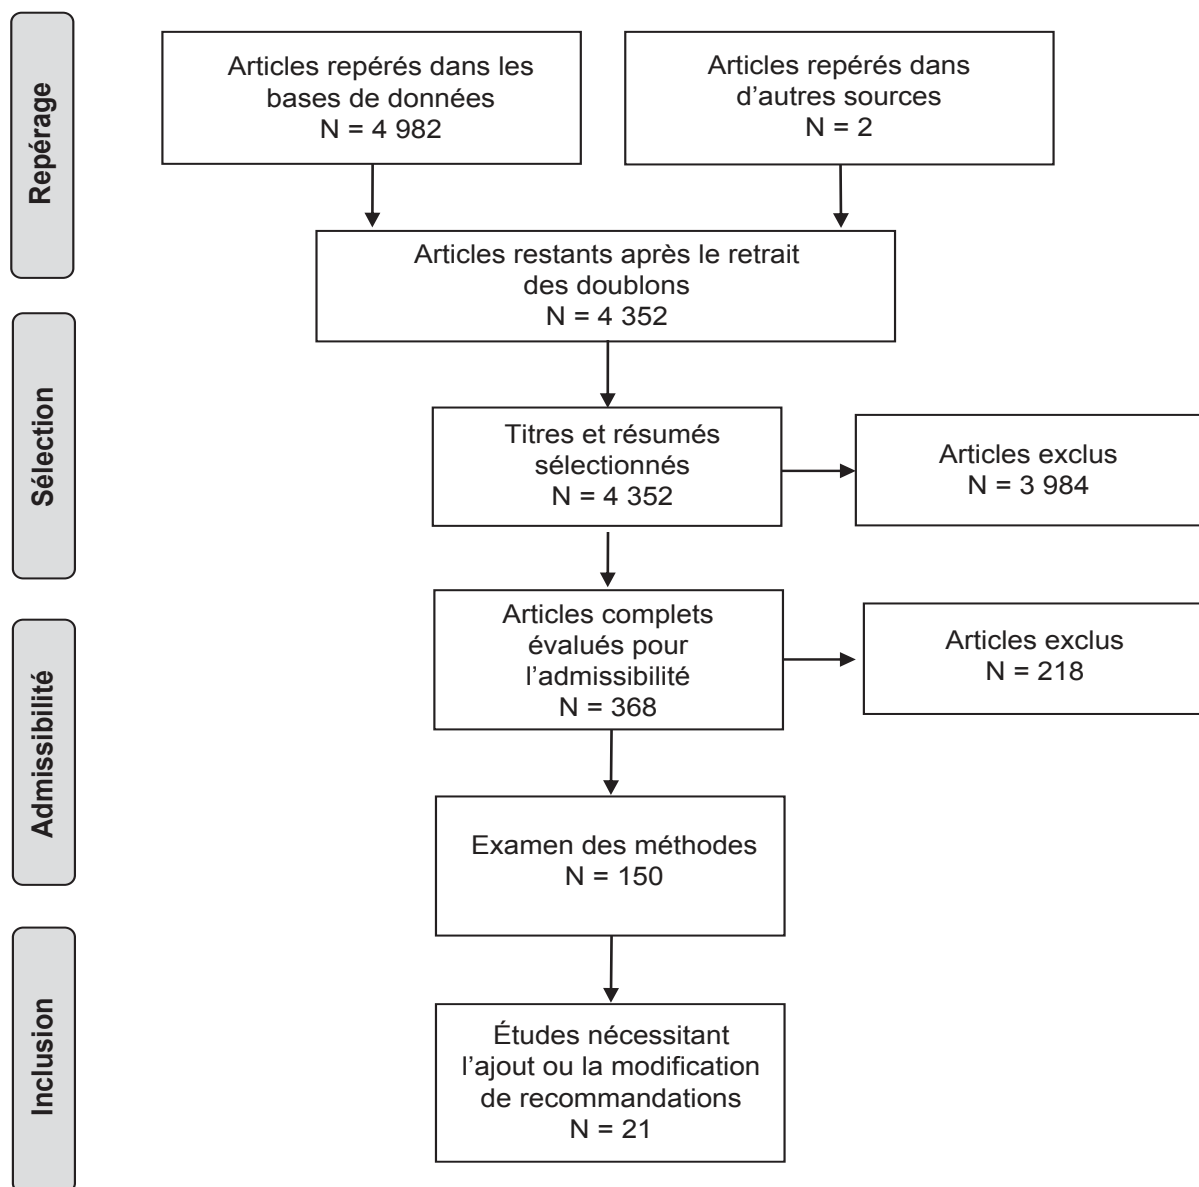 Repérage
Articles repérés dans les
bases de données
N = 4 982
Articles repérés dans
d'autres sources
N = 2
Articles restants après le retrait
des doublons
N = 4 352
Sélection
Titres et résumés
sélectionnés
N = 4 352
Articles exclus
N = 3 984
Admissibilité
Articles complets
évalués pour
l'admissibilité
N = 368
Articles exclus
N = 218
Examen des méthodes
N = 150
Inclusion
Études nécessitant
l'ajout ou la modification
de recommandations
N = 21